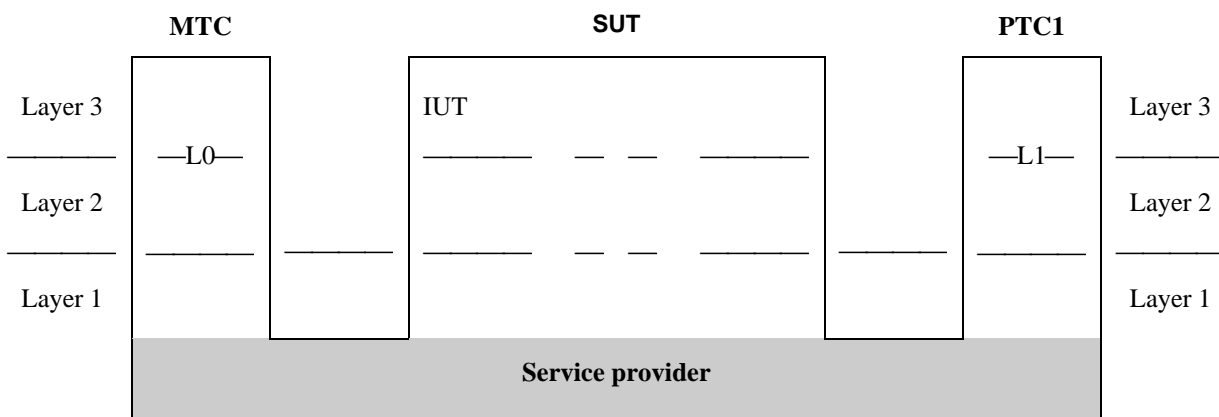 MTC SUT PTC1
Layer 3 IUT Layer 3
L0 L1
Layer 2 Layer 2
Layer 1 Layer 1
Service provider